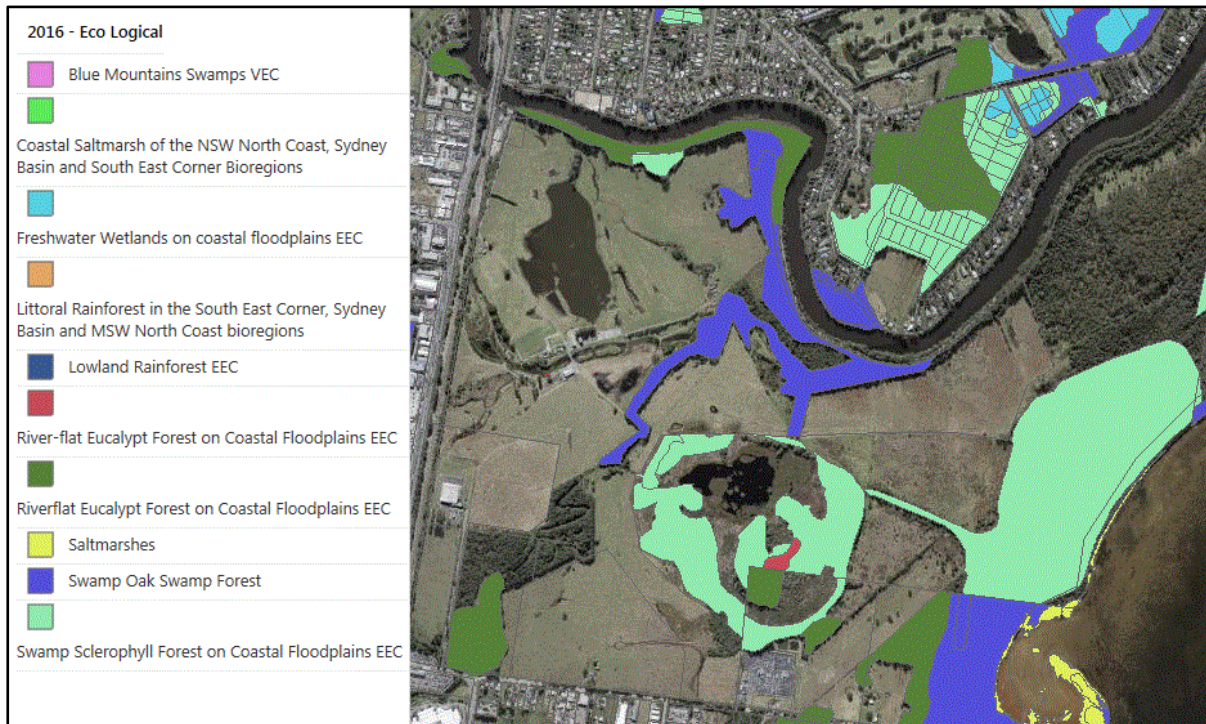 2016 - Eco Logical
Blue Mountains Swamps VEC
Coastal Saltmarsh of the NSW North Coast, Sydney
Basin and South East Corner Bioregions
Freshwater Wetlands on coastal floodplains EEC
Littoral Rainforest in the South East Corner, Sydney
Basin and MSW North Coast bioregions
Lowland Rainforest EEC
River-flat Eucalypt Forest on Coastal Floodplains EEC
Riverflat Eucalypt Forest on Coastal Floodplains EEC
Saltmarshes
Swamp Oak Swamp Forest
Swamp Sclerophyll Forest on Coastal Floodplains EEC